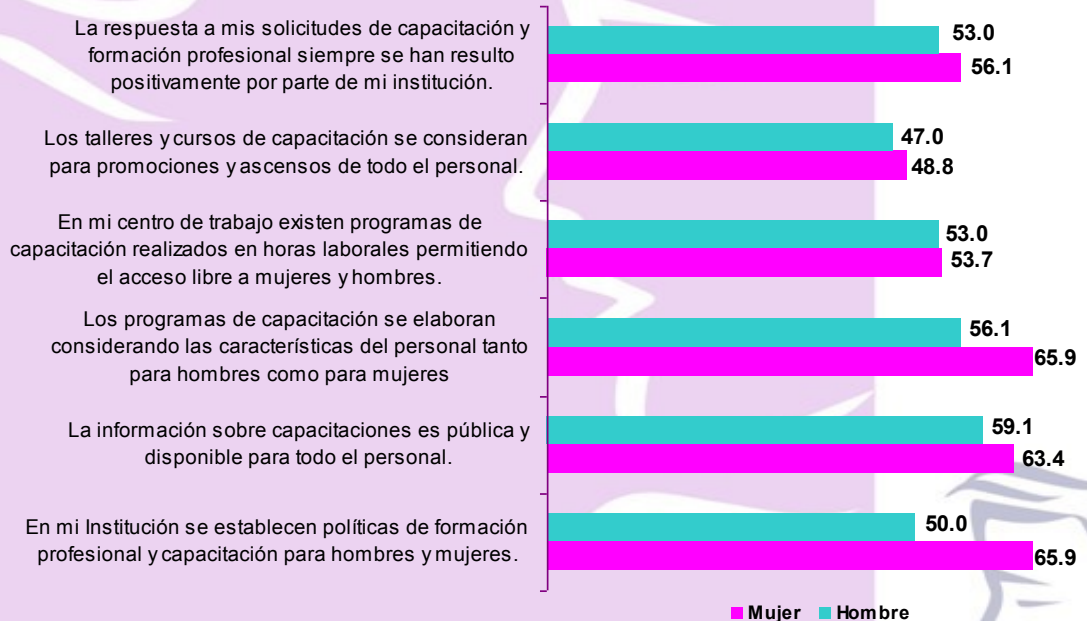 La respuesta a mis solicitudes de capacitación y
formación profesional siempre se han resulto
positivamente por parte de mi institución.
53.0
56.1
Los talleres y cursos de capacitación se consideran
para promociones y ascensos de todo el personal.
47.0
48.8
En mi centro de trabajo existen programas de
capacitación realizados en horas laborales permitiendo
el acceso libre a mujeres y hombres.
53.0
53.7
Los programas de capacitación se elaboran
considerando las características del personal tanto
para hombres como para mujeres
56.1
65.9
La información sobre capacitaciones es pública y
disponible para todo el personal.
59.1
63.4
En mi Institución se establecen políticas de formación
profesional y capacitación para hombres y mujeres.
50.0
65.9
Mujer Hombre